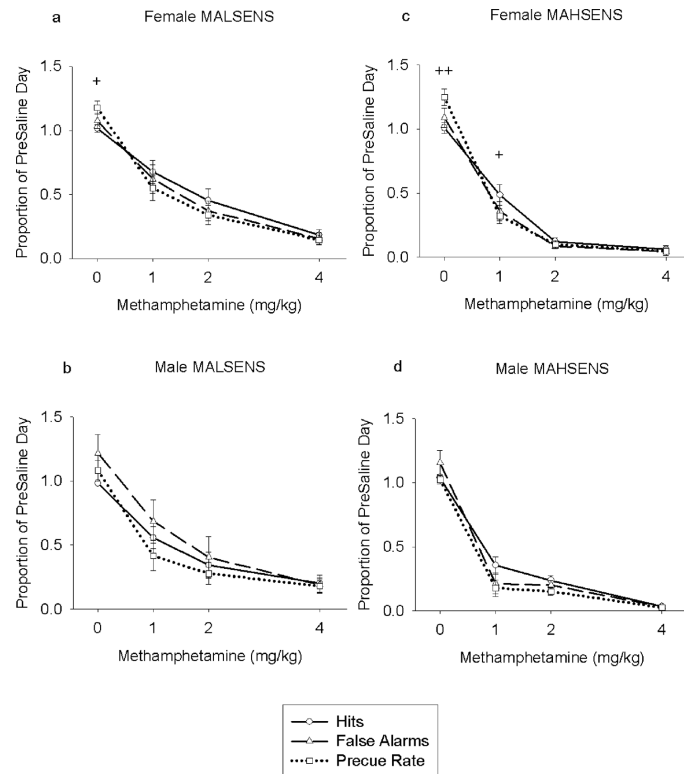 a
Female MALSENS
+
1.5
1.0
0.5
0.0
Proportion of PreSaline Day
0 1 2 4
Methamphetamine (mg/kg)
c
Female MAHSENS
++
+
1.5
1.0
0.5
0.0
Proportion of PreSaline Day
0 1 2 4
Methamphetamine (mg/kg)
b
Male MALSENS
1.5
1.0
0.5
0.0
Proportion of PreSaline Day
0 1 2 4
Methamphetamine (mg/kg)
d
Male MAHSENS
1.5
1.0
0.5
0.0
Proportion of PreSaline Day
0 1 2 4
Methamphetamine (mg/kg)
Hits
False Alarms
Precue Rate